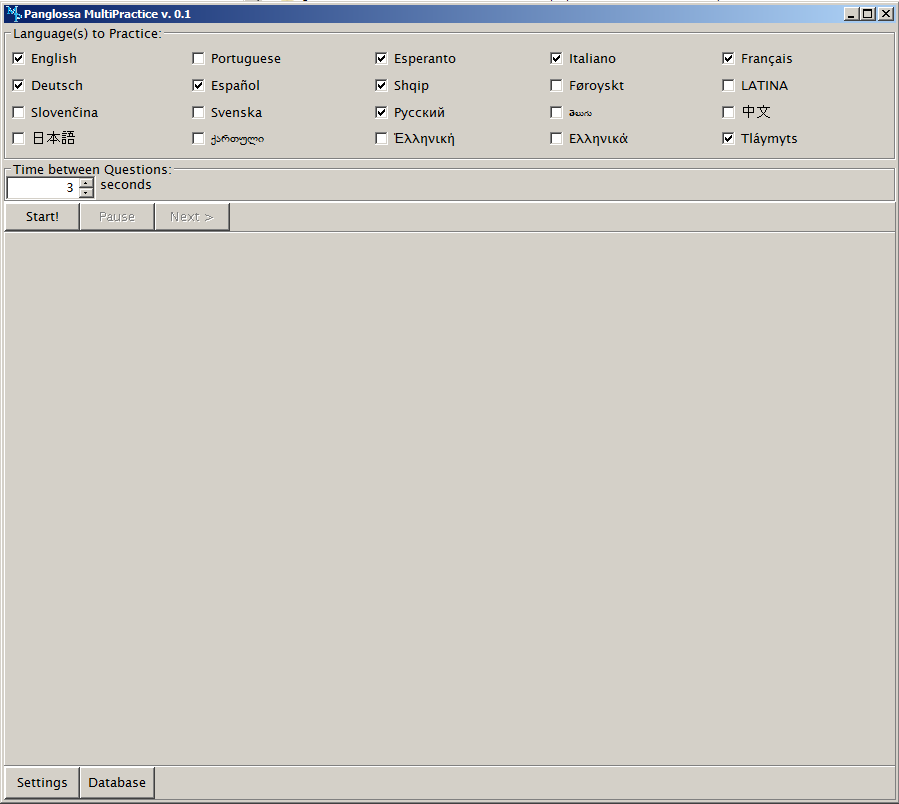 Panglossa MultiPractice v. 0.1
Language(s) to Practice:
English Portuguese Esperanto Italiano Français
Deutsch Español Shqip Føroyskt LATINA
Slovenčina Svenska Русский 中文
日本語 ქართული Ἑλληνική Ελληνικά Tláymyts
Time between Questions:
3 seconds
Start! Pause Next >
Settings Database